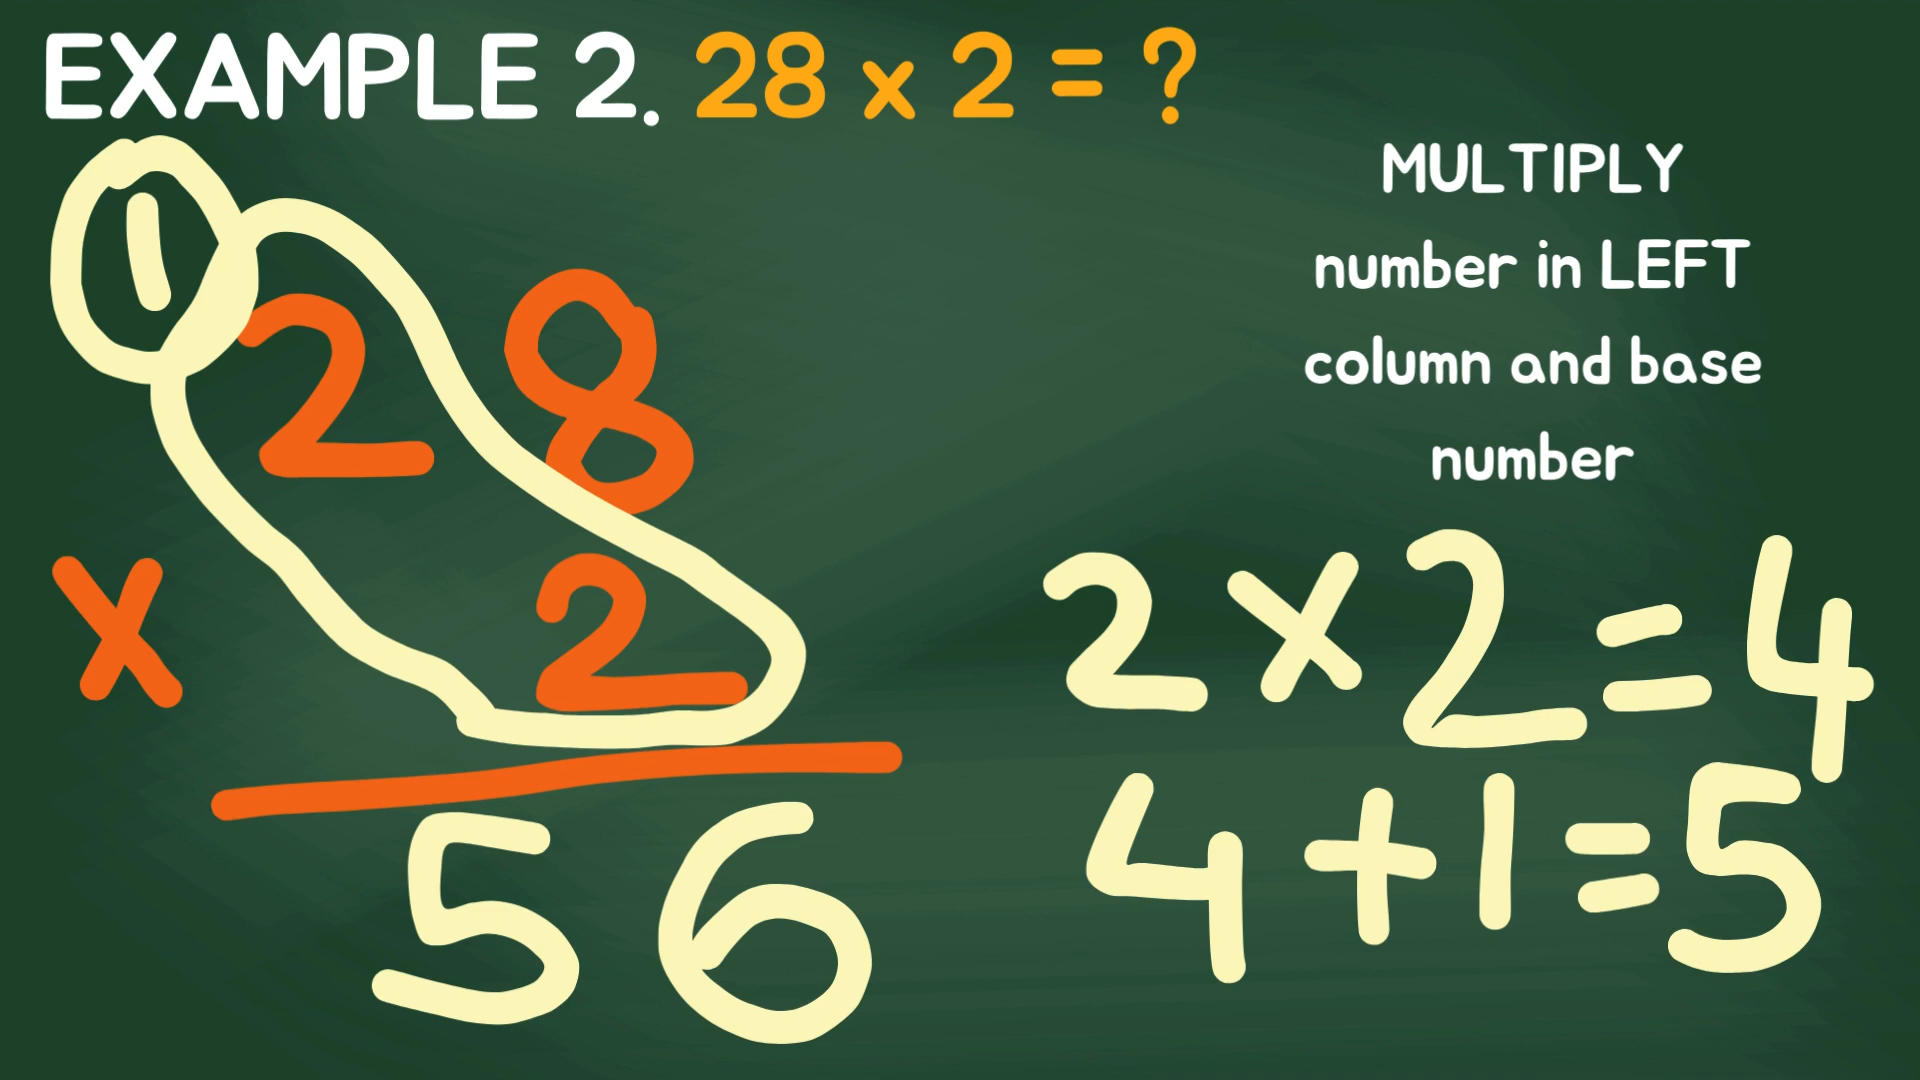 EXAMPLE 2. 28 x 2 = ?
MULTIPLY
number in LEFT
column and base
number
1
28
x 2
56
2x2=4
4+1=5